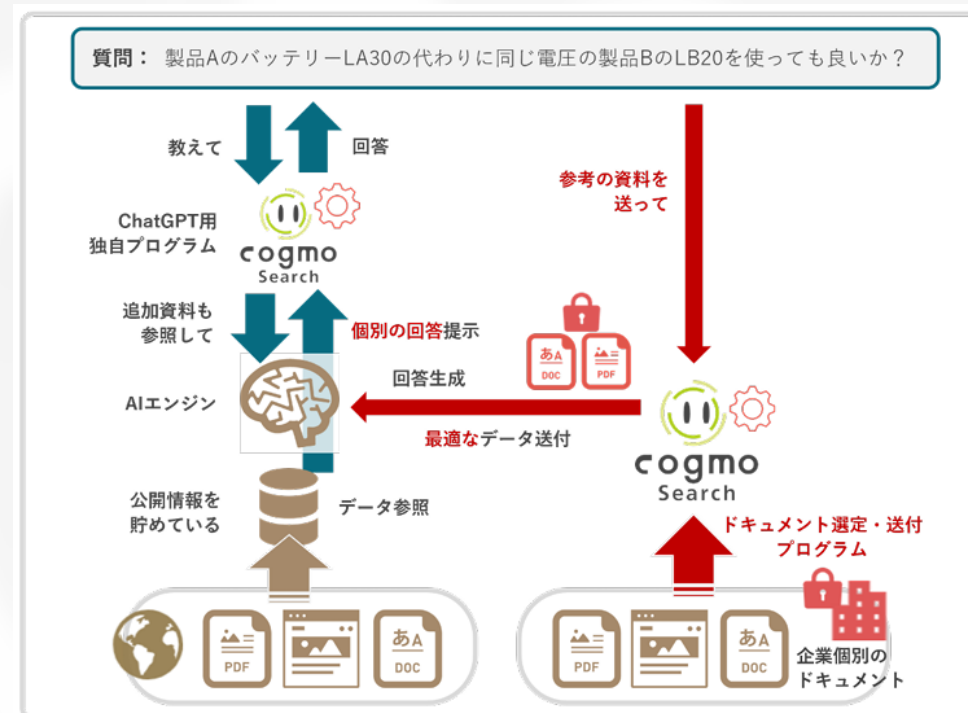 質問： 製品AのバッテリーLA30の代わりに同じ電圧の製品BのLB20を使っても良いか？
教えて
回答
参考の資料を
送って
ChatGPT用
独自プログラム
cogmo
Search
追加資料も
参照して
個別の回答提示
あA
DOC
PDF
回答生成
AIエンジン
最適なデータ送付
cogmo
Search
公開情報を
貯めている
データ参照
ドキュメント選定・送付
プログラム
PDF
あA
DOC
PDF
あA
DOC
企業個別の
ドキュメント